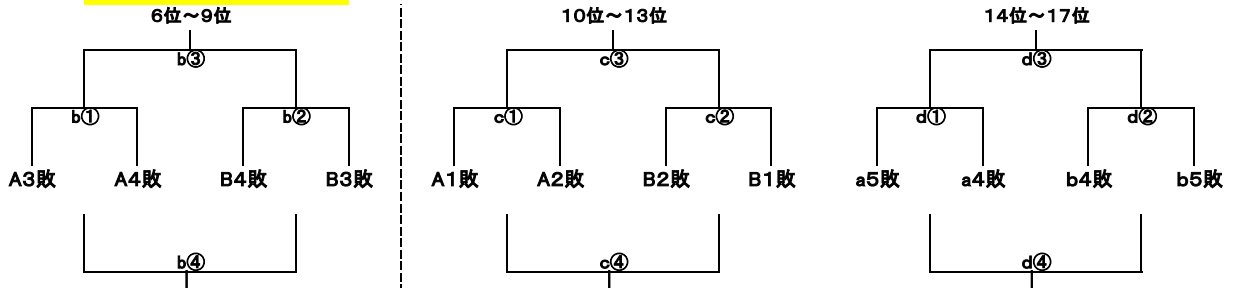 6位～9位 10位～13位 14位～17位
b③ c③ d③
b① b② c① c② d① d②
A3敗 A4敗 B4敗 B3敗 A1敗 A2敗 B2敗 B1敗 a5敗 a4敗 b4敗 b5敗
b④ c④ d④